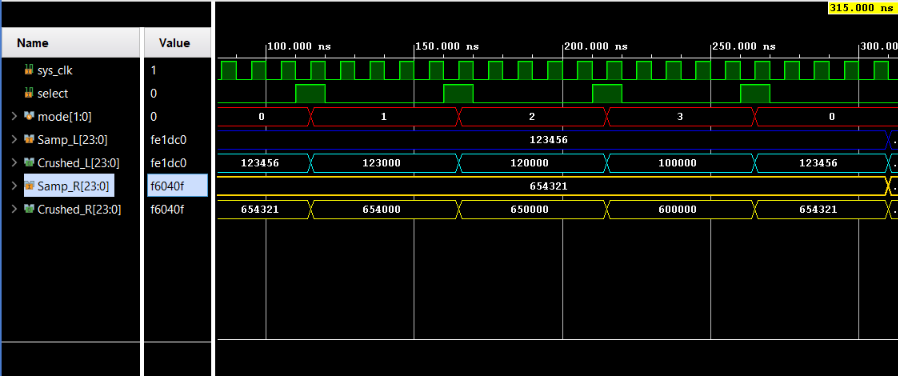 315.000 ns
Name Value 100.000 ns 150.000 ns 200.000 ns 250.000 ns 300.00
sys_clk 1
select 0
mode[1:0] 0 0 1 2 3 0
Samp_L[23:0] fe1dc0 123456 .
Crushed_L[23:0] fe1dc0 123456 123000 120000 100000 123456 .
Samp_R[23:0] f6040f 654321 .
Crushed_R[23:0] f6040f 654321 654000 650000 600000 654321 .